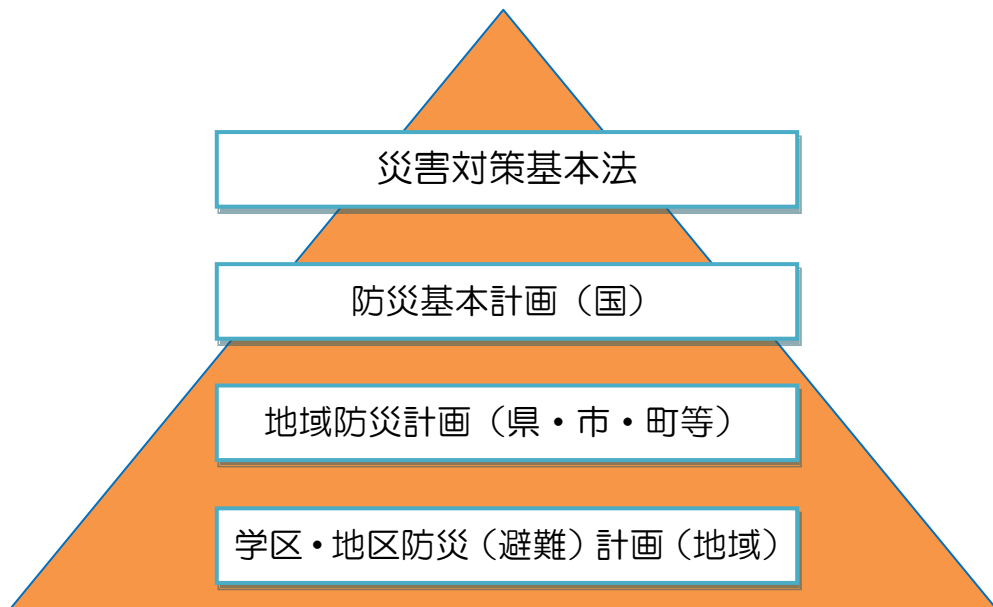 災害対策基本法
防災基本計画（国）
地域防災計画（県・市・町等）
学区・地区防災（避難）計画（地域）